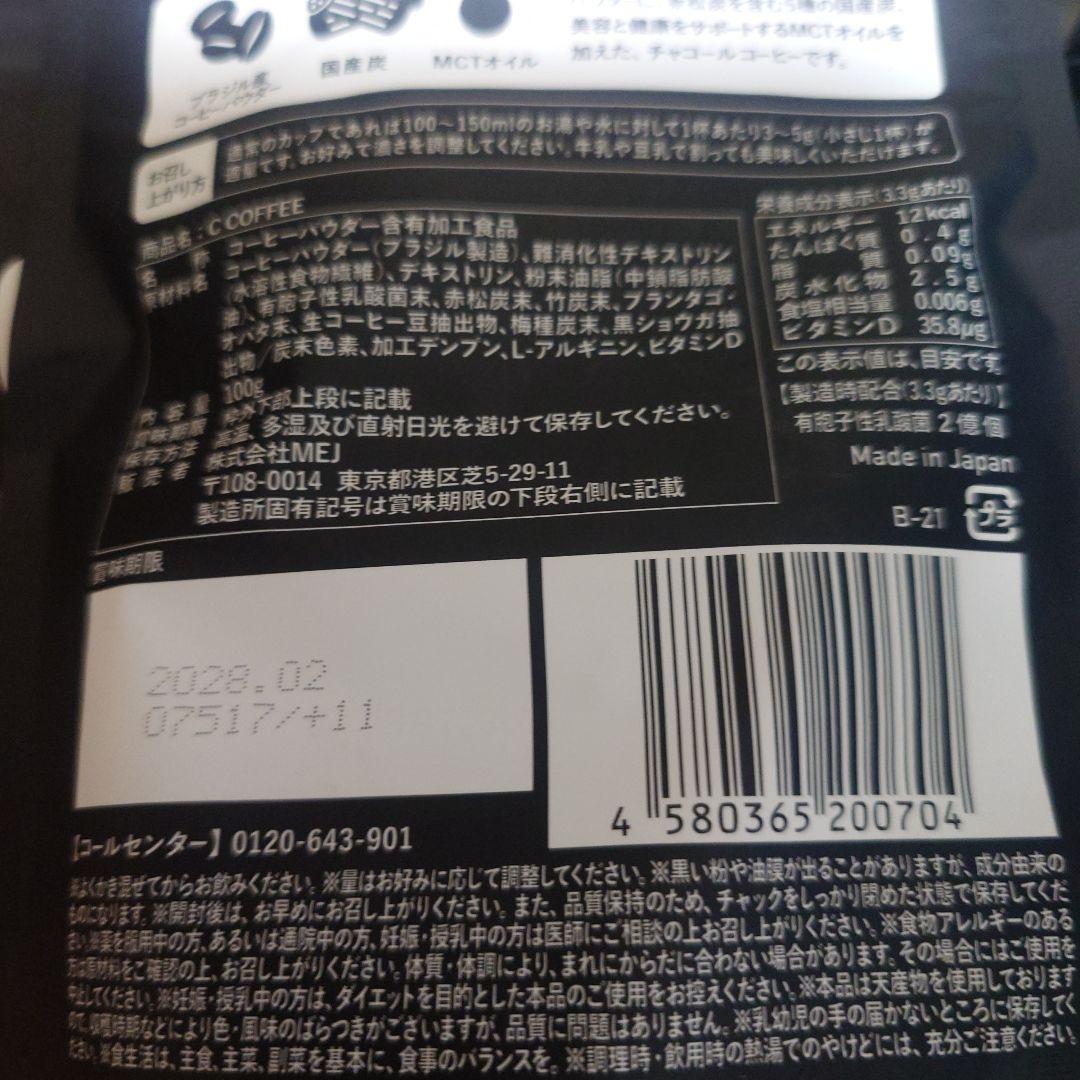 パウダーに、赤松炭を含む5種の国産炭、
美容と健康をサポートするMCTオイルを
加えた、チャコールコーヒーです。
ブラジル産
コーヒーパウダー
国産炭
MCTオイル
お召し
上がり方
通常のカップであれば100～150mlのお湯や水に対して1杯あたり3～5g(小さじ1杯)が
適量です。お好みで濃さを調整してください。牛乳や豆乳で割っても美味しくいただけます。
商品名：C COFFEE
名称 コーヒーパウダー含有加工食品
原材料名 コーヒーパウダー(ブラジル製造)、難消化性デキストリン
(水溶性食物繊維)、デキストリン、粉末油脂(中鎖脂肪酸
油)、有胞子性乳酸菌末、赤松炭末、竹炭末、プランタゴ・
オバタ末、生コーヒー豆抽出物、梅種炭末、黒ショウガ抽
出物／炭末色素、加工デンプン、L-アルギニン、ビタミンD
内容量 100g
賞味期限 枠外下部上段に記載
保存方法 高温、多湿及び直射日光を避けて保存してください。
販売者 株式会社MEJ
〒108-0014 東京都港区芝5-29-11
製造所固有記号は賞味期限の下段右側に記載
栄養成分表示(3.3gあたり)
エネルギー 12kcal
たんぱく質 0.4g
脂質 0.09g
炭水化物 2.5g
食塩相当量 0.006g
ビタミンD 35.8μg
この表示値は、目安です。
【製造時配合(3.3gあたり)】
有胞子性乳酸菌 2億個
Made in Japan
B-21 プラ
賞味期限
2028.02
07517/+11
4 580365 200704
【コールセンター】0120-643-901
※よくかき混ぜてからお飲みください。※量はお好みに応じて調整してください。※黒い粉や油膜が出ることがありますが、成分由来の
ものになります。※開封後は、お早めにお召し上がりください。また、品質保持のため、チャックをしっかり閉めた状態で保存してくだ
さい。※薬を服用中の方、あるいは通院中の方、妊娠・授乳中の方は医師にご相談の上お召し上がりください。※食物アレルギーのある
方は原材料をご確認の上、お召し上がりください。体質・体調により、まれにからだに合わない場合があります。その場合にはご使用を
中止してください。※妊娠・授乳中の方は、ダイエットを目的とした本品のご使用をお控えください。※本品は天産物を使用しております
ので、収穫時期などにより色・風味のばらつきがございますが、品質に問題はありません。※乳幼児の手の届かないところに保存してく
ださい。※食生活は、主食、主菜、副菜を基本に、食事のバランスを。※調理時・飲用時の熱湯でのやけどには、充分ご注意ください。